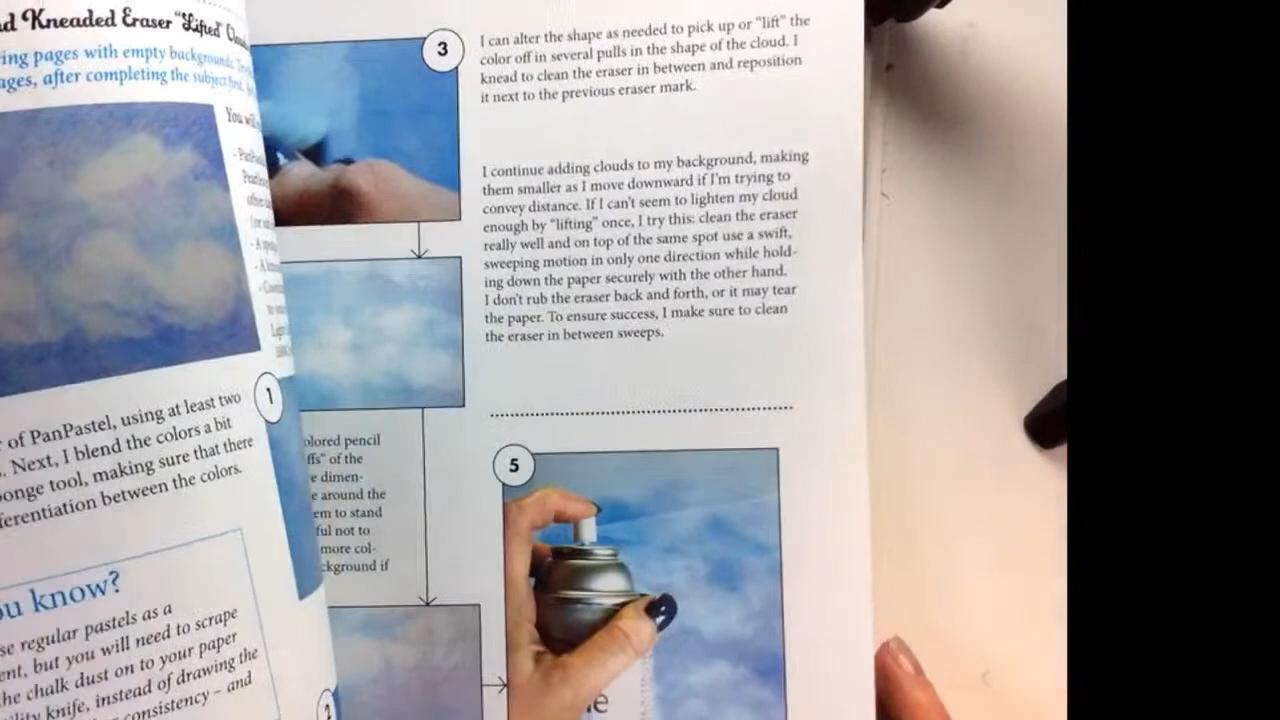 d Kneaded Eraser "Lifted"
ing pages with empty backgrounds.
ages, after completing the subject first,
You will
of PanPastel, using at least two
. Next, I blend the colors a bit
onge tool, making sure that there
ferentiation between the colors.
1
ou know?
se regular pastels as a
ent, but you will need to scrape
he chalk dust on to your paper
lity knife, instead of drawing the
consistency – and
2
3
I can alter the shape as needed to pick up or "lift" the
color off in several pulls in the shape of the cloud. I
knead to clean the eraser in between and reposition
it next to the previous eraser mark.
I continue adding clouds to my background, making
them smaller as I move downward if I'm trying to
convey distance. If I can't seem to lighten my cloud
enough by "lifting" once, I try this: clean the eraser
really well and on top of the same spot use a swift,
sweeping motion in only one direction while hold-
ing down the paper securely with the other hand.
I don't rub the eraser back and forth, or it may tear
the paper. To ensure success, I make sure to clean
the eraser in between sweeps.
olored pencil
ffs" of the
e dimen-
e around the
em to stand
ful not to
more col-
ckground if
5